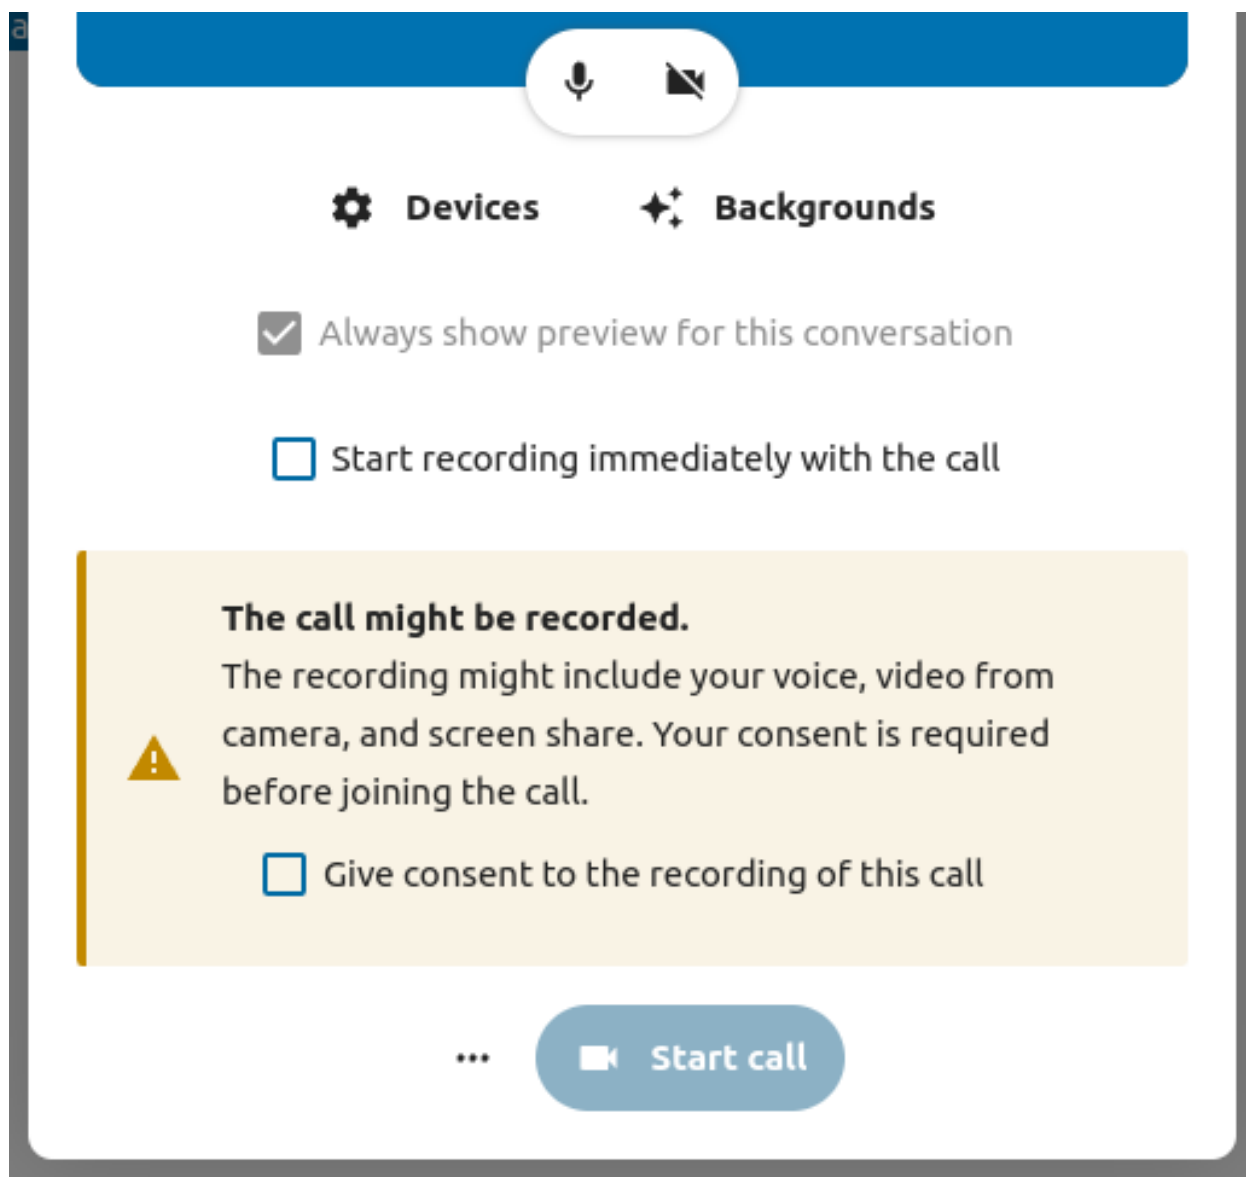 a
Devices
Backgrounds
Always show preview for this conversation
Start recording immediately with the call
The call might be recorded.
The recording might include your voice, video from
camera, and screen share. Your consent is required
before joining the call.
Give consent to the recording of this call
Start call